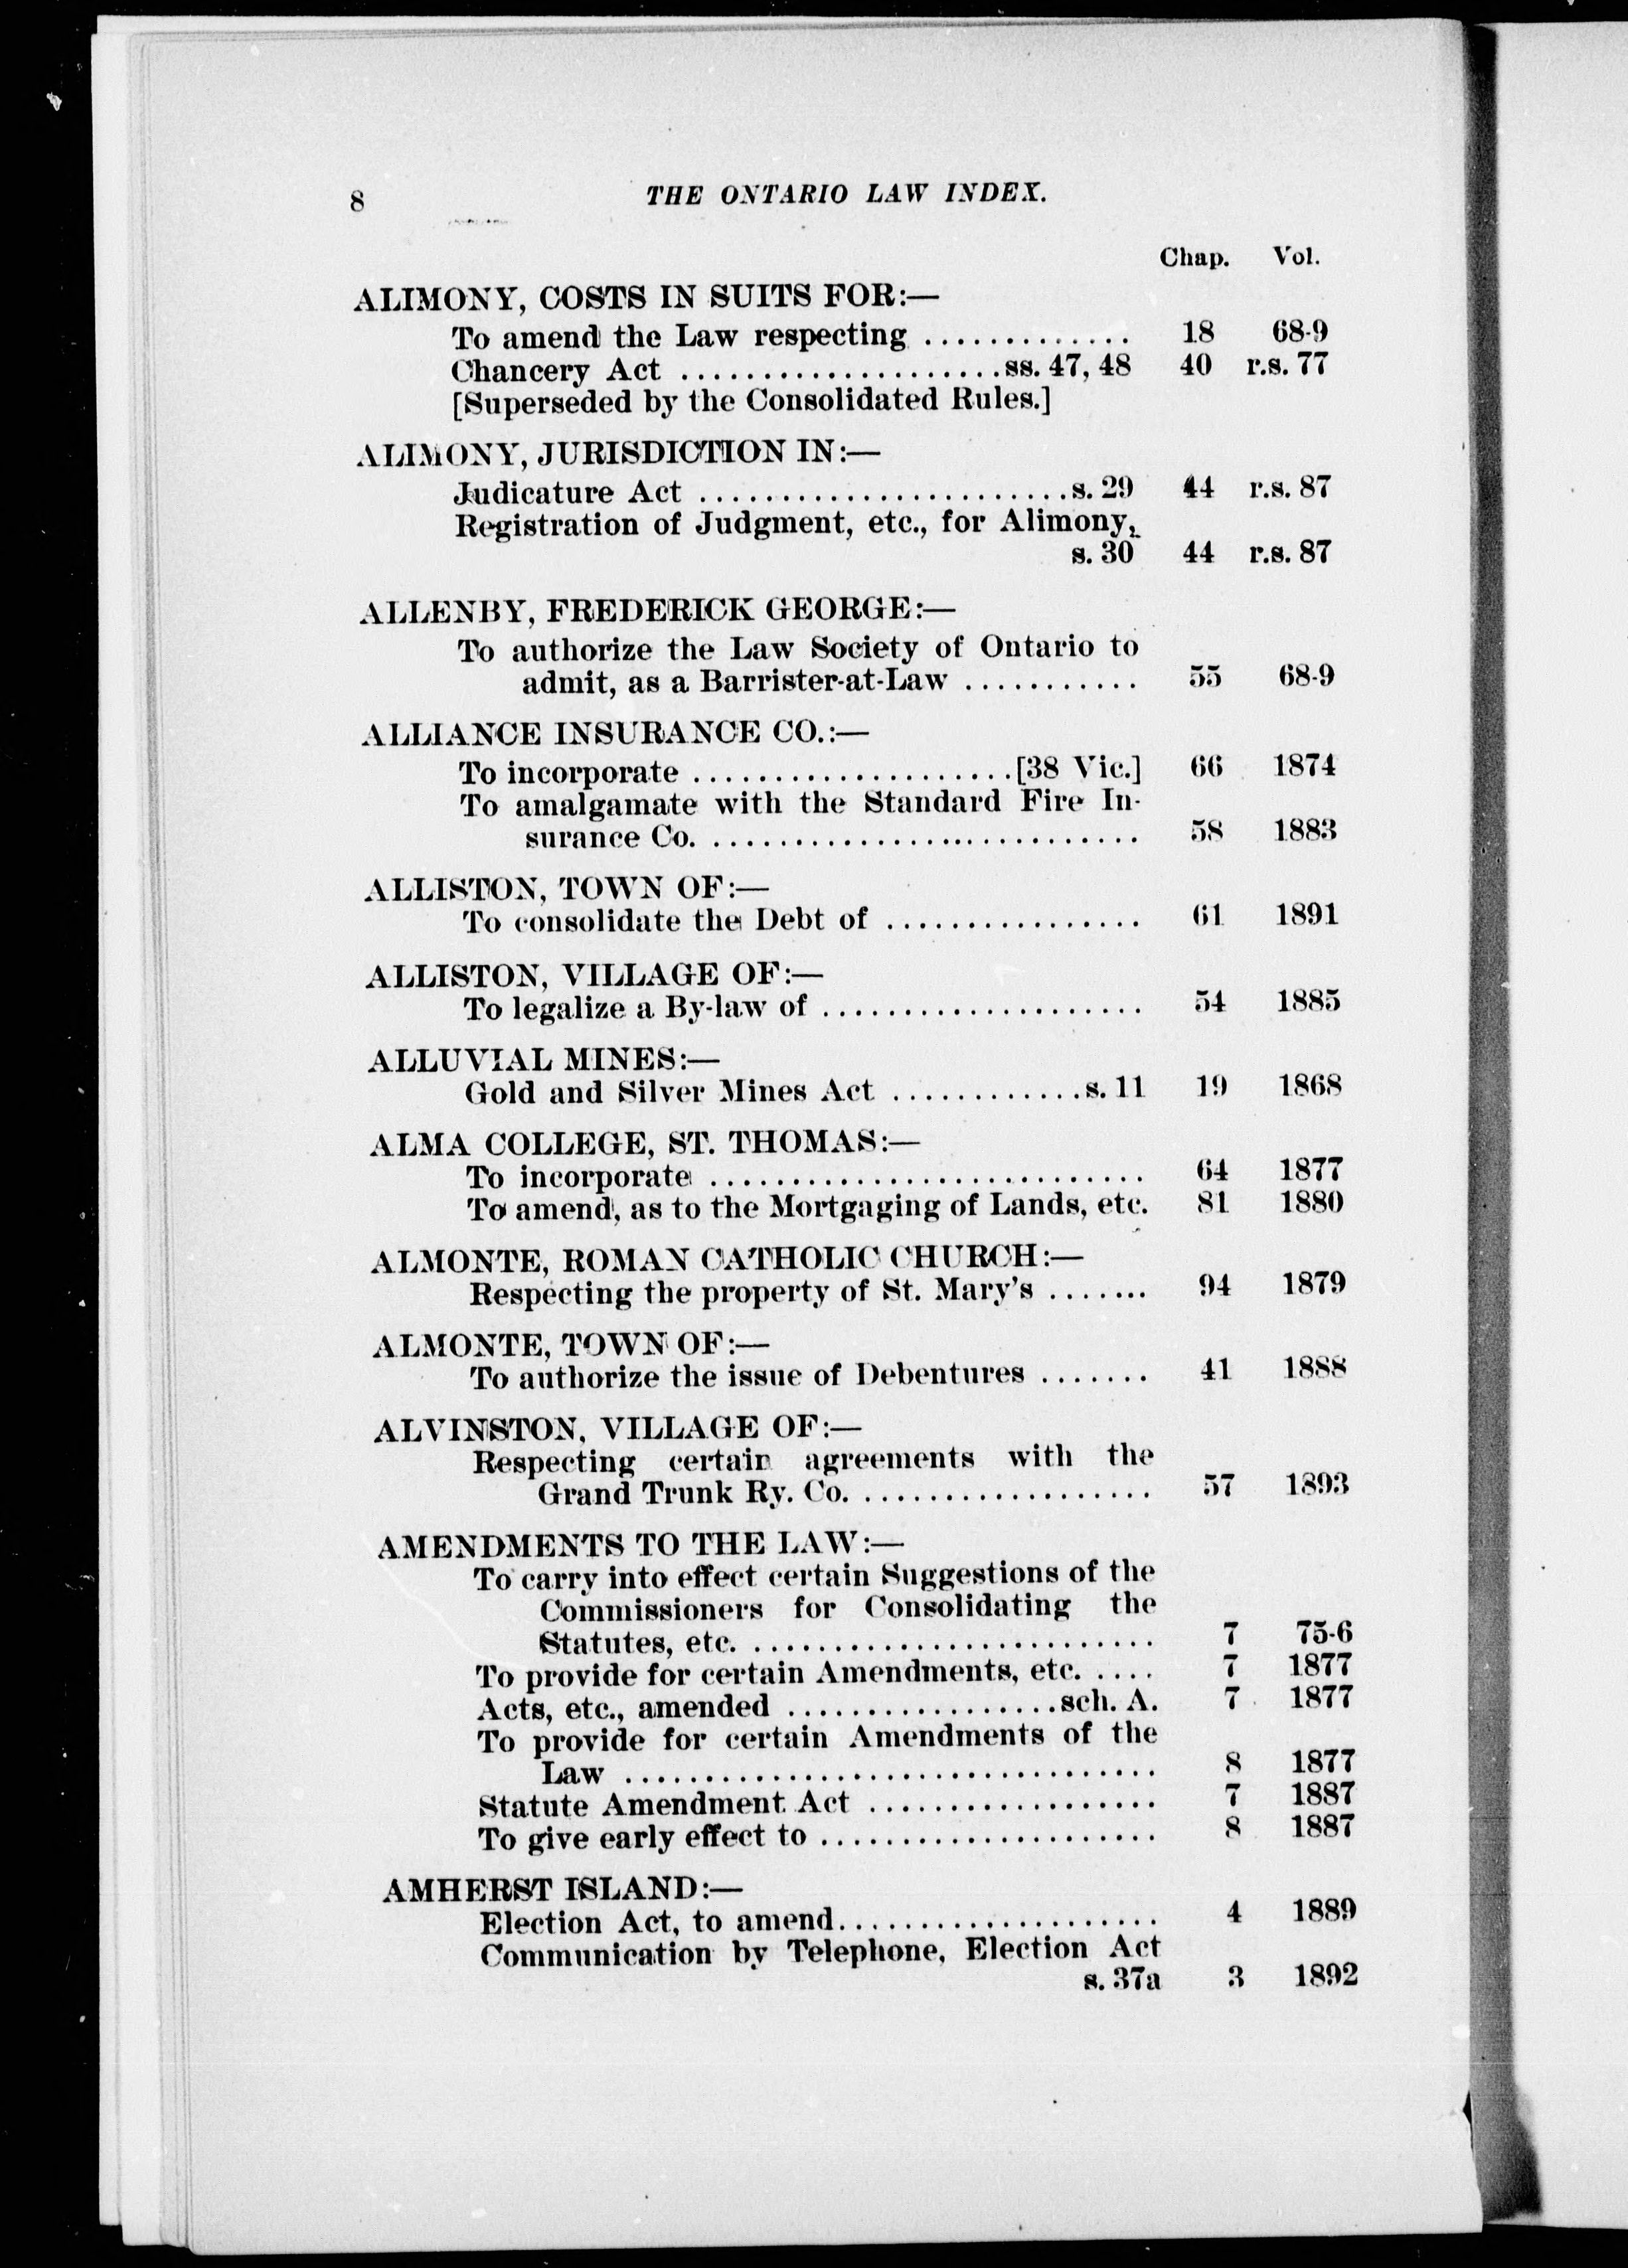 8 THE ONTARIO LAW INDEX.
Chap. Vol.
ALIMONY, COSTS IN SUITS FOR:—
To amend the Law respecting ............. 18 68-9
Chancery Act ....................ss. 47, 48 40 r.s. 77
[Superseded by the Consolidated Rules.]
ALIMONY, JURISDICTION IN:—
Judicature Act .......................s. 29 44 r.s. 87
Registration of Judgment, etc., for Alimony,
s. 30 44 r.s. 87
ALLENBY, FREDERICK GEORGE:—
To authorize the Law Society of Ontario to
admit, as a Barrister-at-Law ........... 55 68-9
ALLIANCE INSURANCE CO.:—
To incorporate ....................[38 Vic.] 66 1874
To amalgamate with the Standard Fire In-
surance Co. ........................... 58 1883
ALLISTON, TOWN OF:—
To consolidate the Debt of ................ 61 1891
ALLISTON, VILLAGE OF:—
To legalize a By-law of .................... 54 1885
ALLUVIAL MINES:—
Gold and Silver Mines Act ............s. 11 19 1868
ALMA COLLEGE, ST. THOMAS:—
To incorporate ........................... 64 1877
To amend, as to the Mortgaging of Lands, etc. 81 1880
ALMONTE, ROMAN CATHOLIC CHURCH:—
Respecting the property of St. Mary's ....... 94 1879
ALMONTE, TOWN OF:—
To authorize the issue of Debentures ....... 41 1888
ALVINSTON, VILLAGE OF:—
Respecting certain agreements with the
Grand Trunk Ry. Co. .................. 57 1893
AMENDMENTS TO THE LAW:—
To carry into effect certain Suggestions of the
Commissioners for Consolidating the
Statutes, etc. ......................... 7 75-6
To provide for certain Amendments, etc. .... 7 1877
Acts, etc., amended .................sch. A. 7 1877
To provide for certain Amendments of the
Law ................................. 8 1877
Statute Amendment Act .................. 7 1887
To give early effect to ..................... 8 1887
AMHERST ISLAND:—
Election Act, to amend.................... 4 1889
Communication by Telephone, Election Act
s. 37a 3 1892